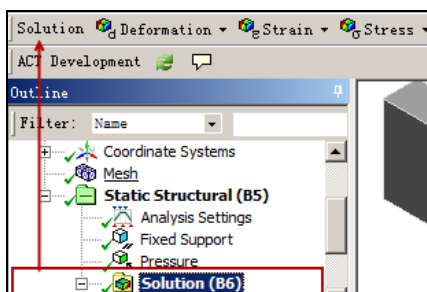 Solution Deformation Strain Stress
ACT Development
Outline
Filter: Name
Coordinate Systems
Mesh
Static Structural (B5)
Analysis Settings
Fixed Support
Pressure
Solution (B6)